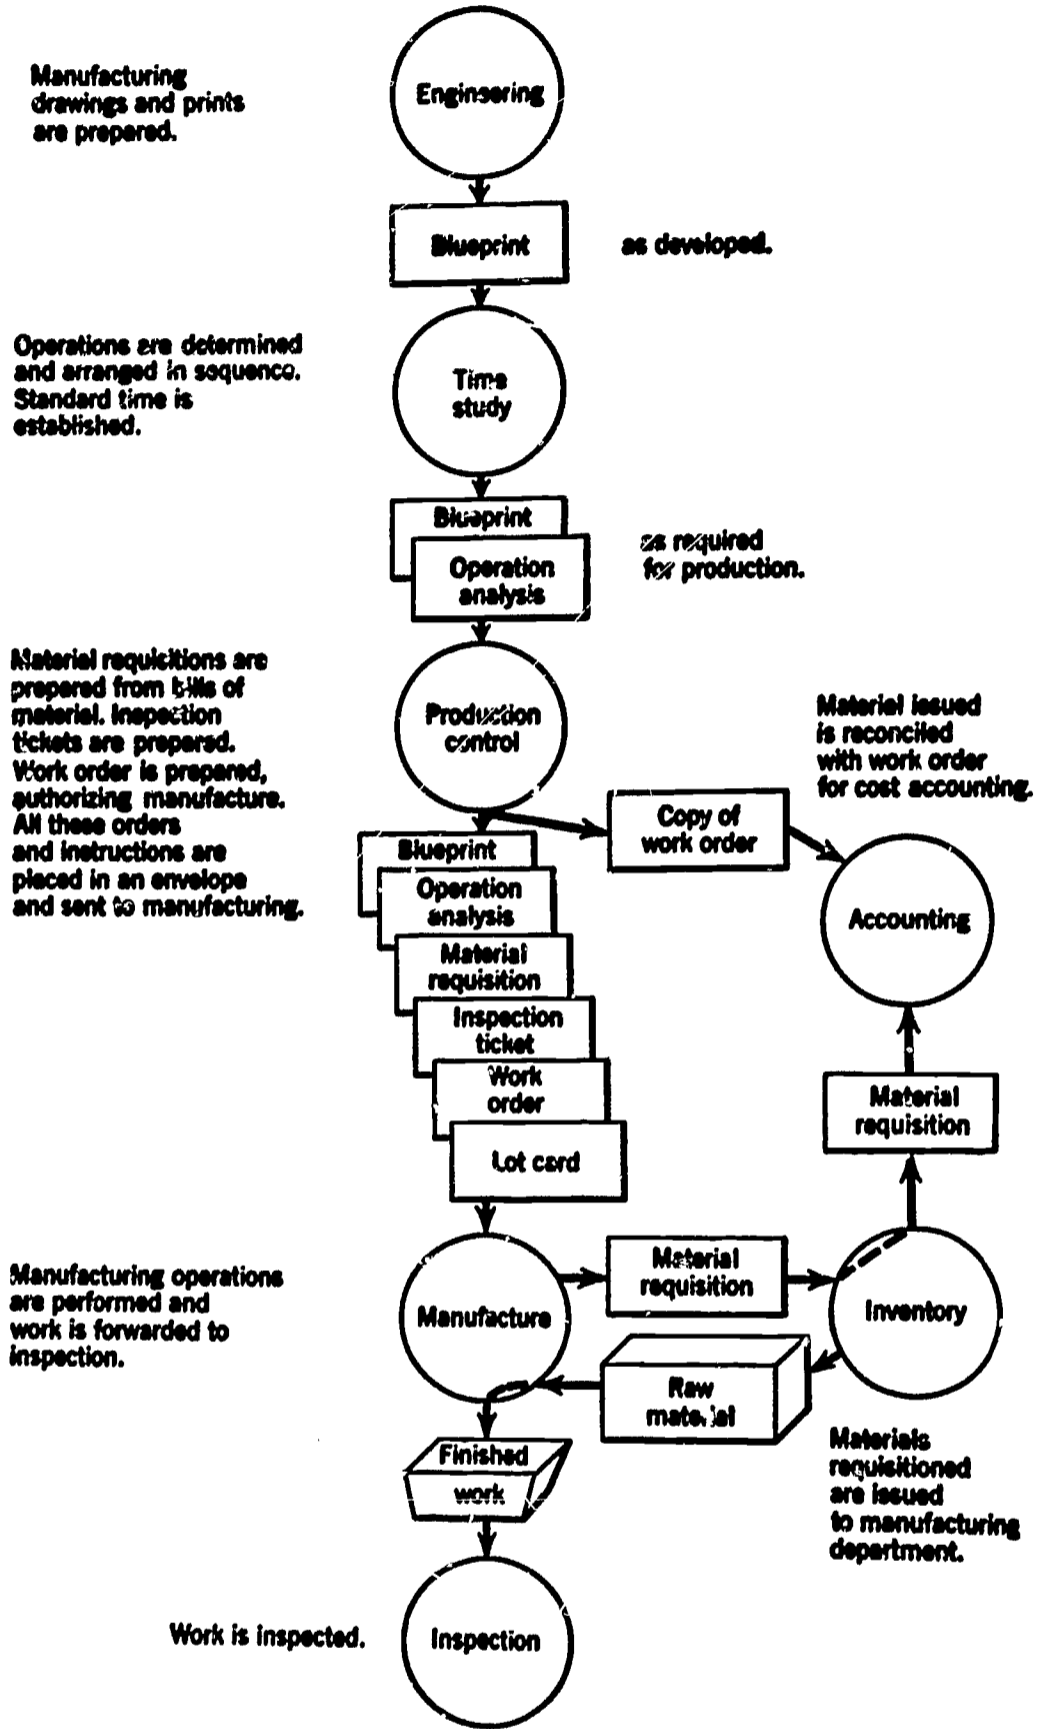 Manufacturing
drawings and prints
are prepared.
Engineering
Blueprint
as developed.
Operations are determined
and arranged in sequence.
Standard time is
established.
Time
study
Blueprint
Operation
analysis
as required
for production.
Material requisitions are
prepared from bills of
material. Inspection
tickets are prepared.
Work order is prepared,
authorizing manufacture.
All these orders
and instructions are
placed in an envelope
and sent to manufacturing.
Production
control
Material issued
is reconciled
with work order
for cost accounting.
Copy of
work order
Accounting
Blueprint
Operation
analysis
Material
requisition
Inspection
ticket
Work
order
Lot card
Material
requisition
Manufacturing operations
are performed and
work is forwarded to
inspection.
Manufacture
Material
requisition
Inventory
Raw
material
Materials
requisitioned
are issued
to manufacturing
department.
Finished
work
Work is inspected.
Inspection